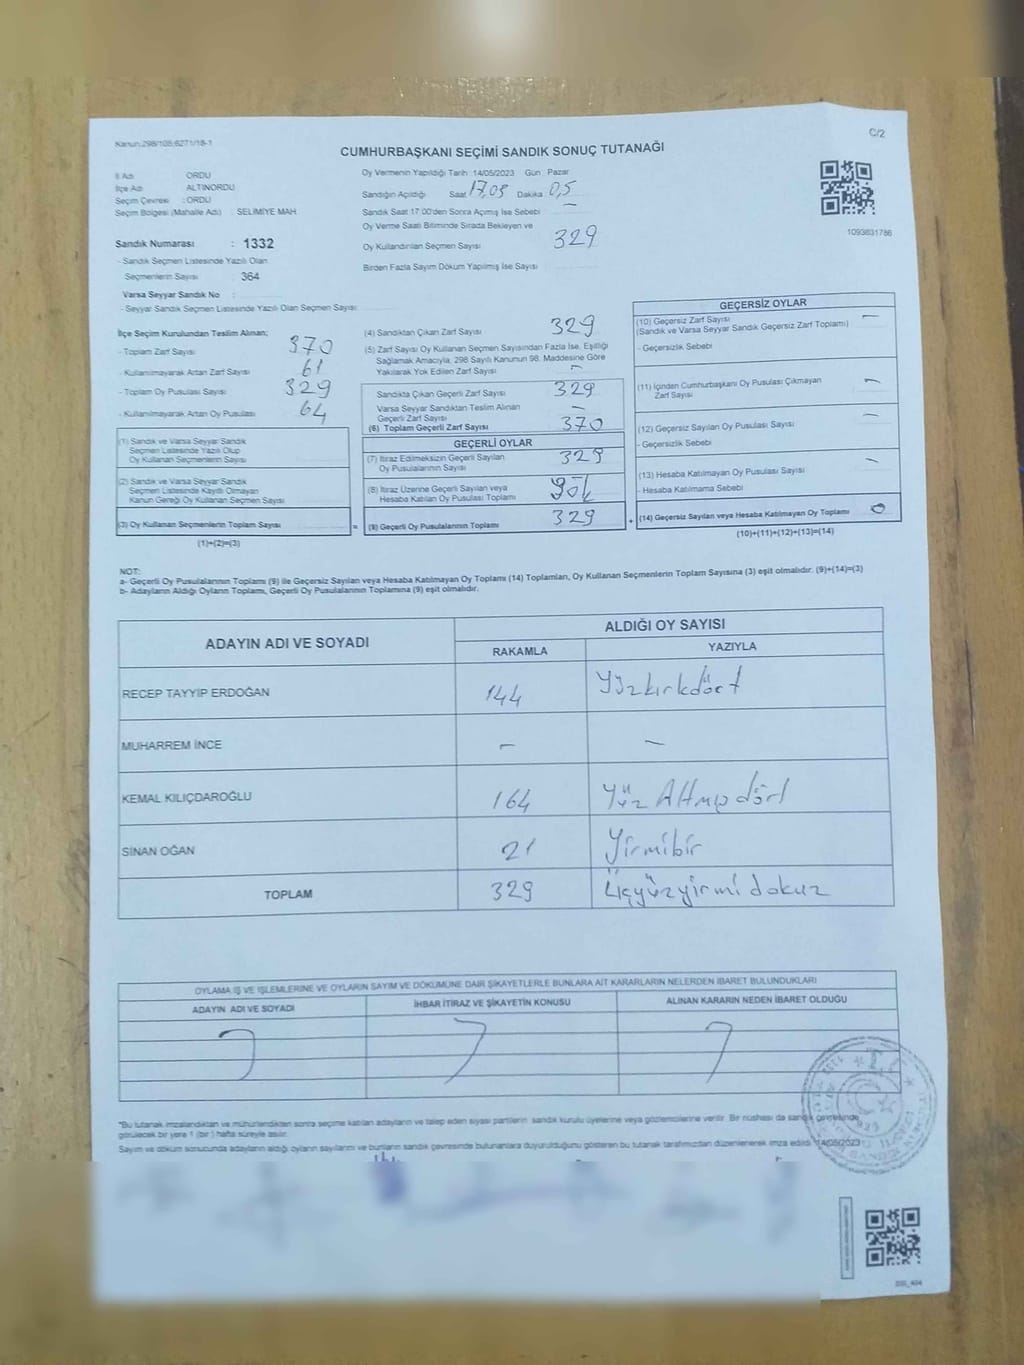 Kanun:298/105;6271/18-1
C/2
CUMHURBAŞKANI SEÇİMİ SANDIK SONUÇ TUTANAĞI
İl Adı ORDU
İlçe Adı ALTINORDU
Seçim Çevresi : ORDU
Seçim Bölgesi (Mahalle Adı) : SELİMİYE MAH
Sandık Numarası : 1332
- Sandık Seçmen Listesinde Yazılı Olan
Seçmenlerin Sayısı 364
Varsa Seyyar Sandık No :
- Seyyar Sandık Seçmen Listesinde Yazılı Olan Seçmen Sayısı
Oy Vermenin Yapıldığı Tarih 14/05/2023 Gün Pazar
Sandığın Açıldığı Saat 17,05 Dakika 0,5
Sandık Saat 17 00'den Sonra Açımış İse Sebebi —
Oy Verme Saati Bitiminde Sırada Bekleyen ve
Oy Kullandırılan Seçmen Sayısı 329
Birden Fazla Sayım Döküm Yapılmış İse Sayısı
1093831786
İlçe Seçim Kurulundan Teslim Alınan;
- Toplam Zarf Sayısı 370
- Kullanılmayarak Artan Zarf Sayısı 61
- Toplam Oy Pusulası Sayısı 329
- Kullanılmayarak Artan Oy Pusulası 64
(1) Sandık ve Varsa Seyyar Sandık
Seçmen Listesinde Yazılı Olup
Oy Kullanan Seçmenlerin Sayısı
(2) Sandık ve Varsa Seyyar Sandık
Seçmen Listesinde Kayıtlı Olmayan
Kanun Gereği Oy Kullanan Seçmen Sayısı
(3) Oy Kullanan Seçmenlerin Toplam Sayısı
(1)+(2)=(3)
(4) Sandıktan Çıkan Zarf Sayısı 329
(5) Zarf Sayısı Oy Kullanan Seçmen Sayısından Fazla İse, Eşitliği
Sağlamak Amacıyla, 298 Sayılı Kanunun 98. Maddesine Göre
Yakılarak Yok Edilen Zarf Sayısı —
Sandıkta Çıkan Geçerli Zarf Sayısı 329
Varsa Seyyar Sandıktan Teslim Alınan
Geçerli Zarf Sayısı —
(6) Toplam Geçerli Zarf Sayısı 370
GEÇERLİ OYLAR
(7) İtiraz Edilmeksizin Geçerli Sayılan
Oy Pusulalarının Sayısı 329
(8) İtiraz Üzerine Geçerli Sayılan veya
Hesaba Katılan Oy Pusulası Toplamı yok
= (9) Geçerli Oy Pusulalarının Toplamı 329
GEÇERSİZ OYLAR
(10) Geçersiz Zarf Sayısı —
(Sandık ve Varsa Seyyar Sandık Geçersiz Zarf Toplamı)
- Geçersizlik Sebebi
(11) İçinden Cumhurbaşkanı Oy Pusulası Çıkmayan
Zarf Sayısı —
(12) Geçersiz Sayılan Oy Pusulası Sayısı —
- Geçersizlik Sebebi
(13) Hesaba Katılmayan Oy Pusulası Sayısı —
- Hesaba Katılmama Sebebi
+ (14) Geçersiz Sayılan veya Hesaba Katılmayan Oy Toplamı 0
(10)+(11)+(12)+(13)=(14)
NOT:
a- Geçerli Oy Pusulalarının Toplamı (9) ile Geçersiz Sayılan veya Hesaba Katılmayan Oy Toplamı (14) Toplamları, Oy Kullanan Seçmenlerin Toplam Sayısına (3) eşit olmalıdır. (9)+(14)=(3)
b- Adayların Aldığı Oyların Toplamı, Geçerli Oy Pusulalarının Toplamına (9) eşit olmalıdır.
ADAYIN ADI VE SOYADI ALDIĞI OY SAYISI
RAKAMLA YAZIYLA
RECEP TAYYİP ERDOĞAN 144 Yüzkırkdört
MUHARREM İNCE — —
KEMAL KILIÇDAROĞLU 164 Yüz Altmış dört
SİNAN OĞAN 21 Yirmibir
TOPLAM 329 Üçyüzyirmi dokuz
OYLAMA İŞ VE İŞLEMLERİNE VE OYLARIN SAYIM VE DÖKÜMÜNE DAİR ŞİKAYETLERLE BUNLARA AİT KARARLARIN NELERDEN İBARET BULUNDUKLARI
ADAYIN ADI VE SOYADI İHBAR İTİRAZ VE ŞİKAYETİN KONUSU ALINAN KARARIN NEDEN İBARET OLDUĞU
"Bu tutanak imzalandıktan ve mühürlendikten sonra seçime katılan adayların ve talep eden siyasi partilerin sandık kurulu üyelerine veya gözlemcilerine verilir. Bir nüshası da sandık çevresinde
görülecek bir yere 1 (bir) hafta süreyle asılır.
Sayım ve döküm sonucunda adayların aldığı oyların sayılarını ve bunların sandık çevresinde bulunanlara duyurulduğunu gösteren bu tutanak tarafımızdan düzenlenerek imza edildi. 14/05/2023